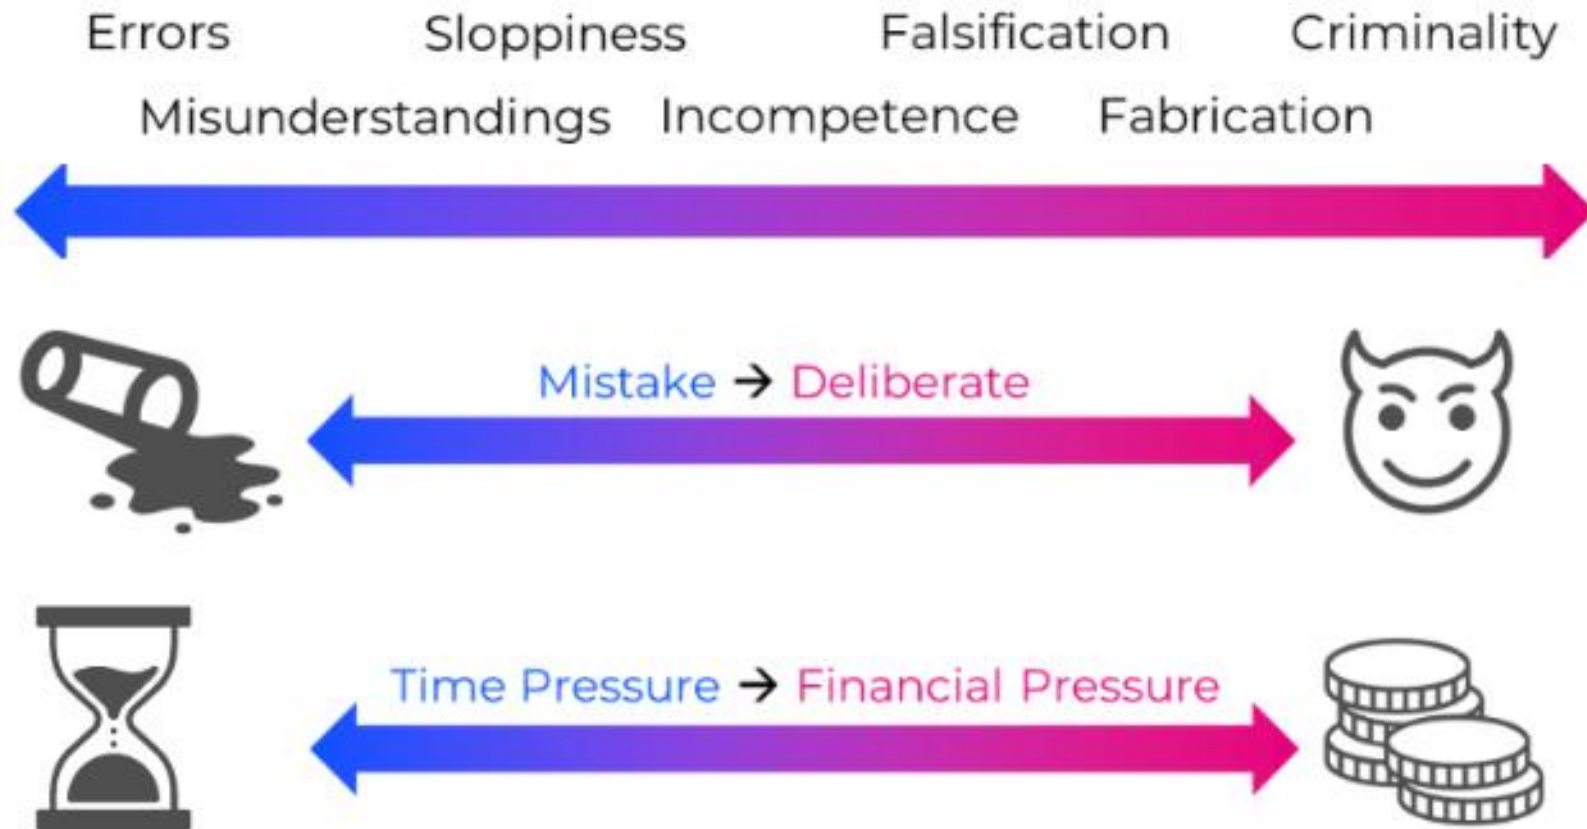 Errors Sloppiness Falsification Criminality
Misunderstandings Incompetence Fabrication
Mistake → Deliberate
Time Pressure → Financial Pressure